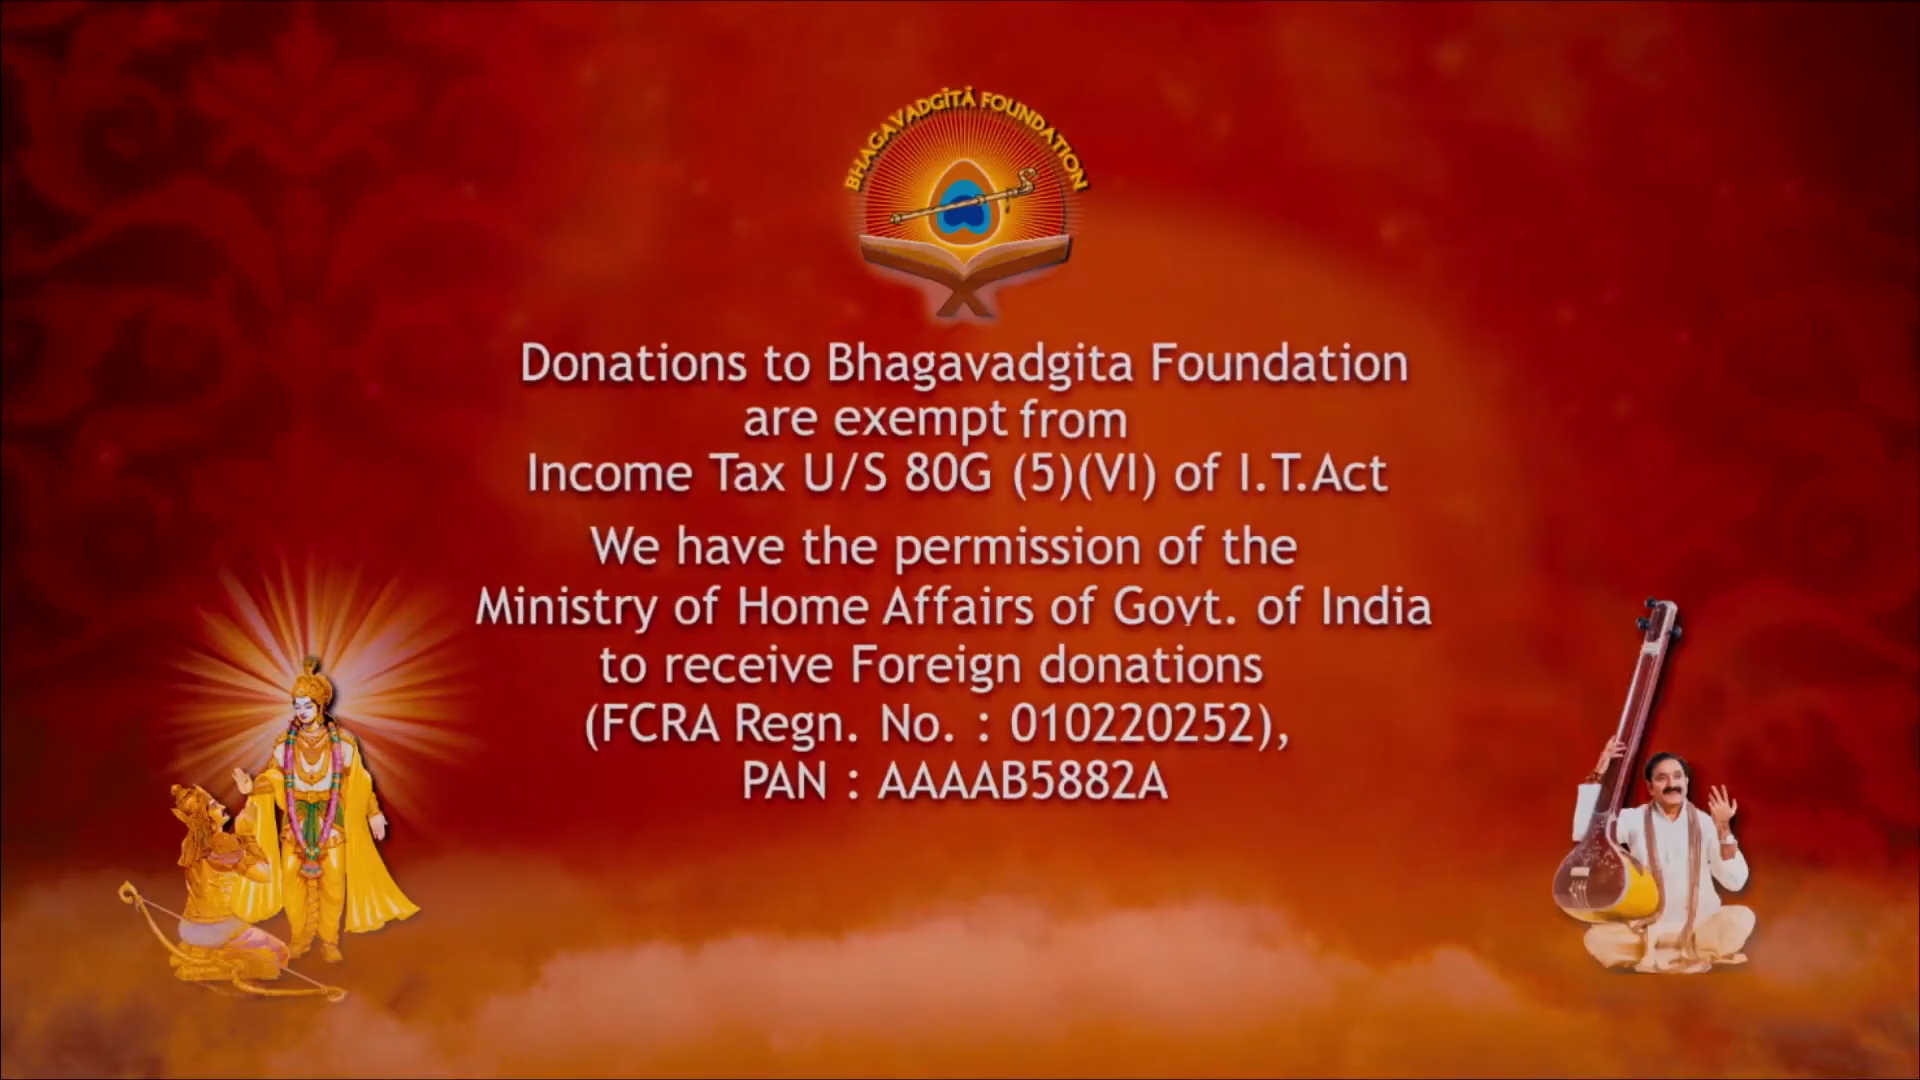 BHAGAVADGĪTĀ FOUNDATION
Donations to Bhagavadgita Foundation
are exempt from
Income Tax U/S 80G (5)(VI) of I.T.Act
We have the permission of the
Ministry of Home Affairs of Govt. of India
to receive Foreign donations
(FCRA Regn. No. : 010220252),
PAN : AAAAB5882A